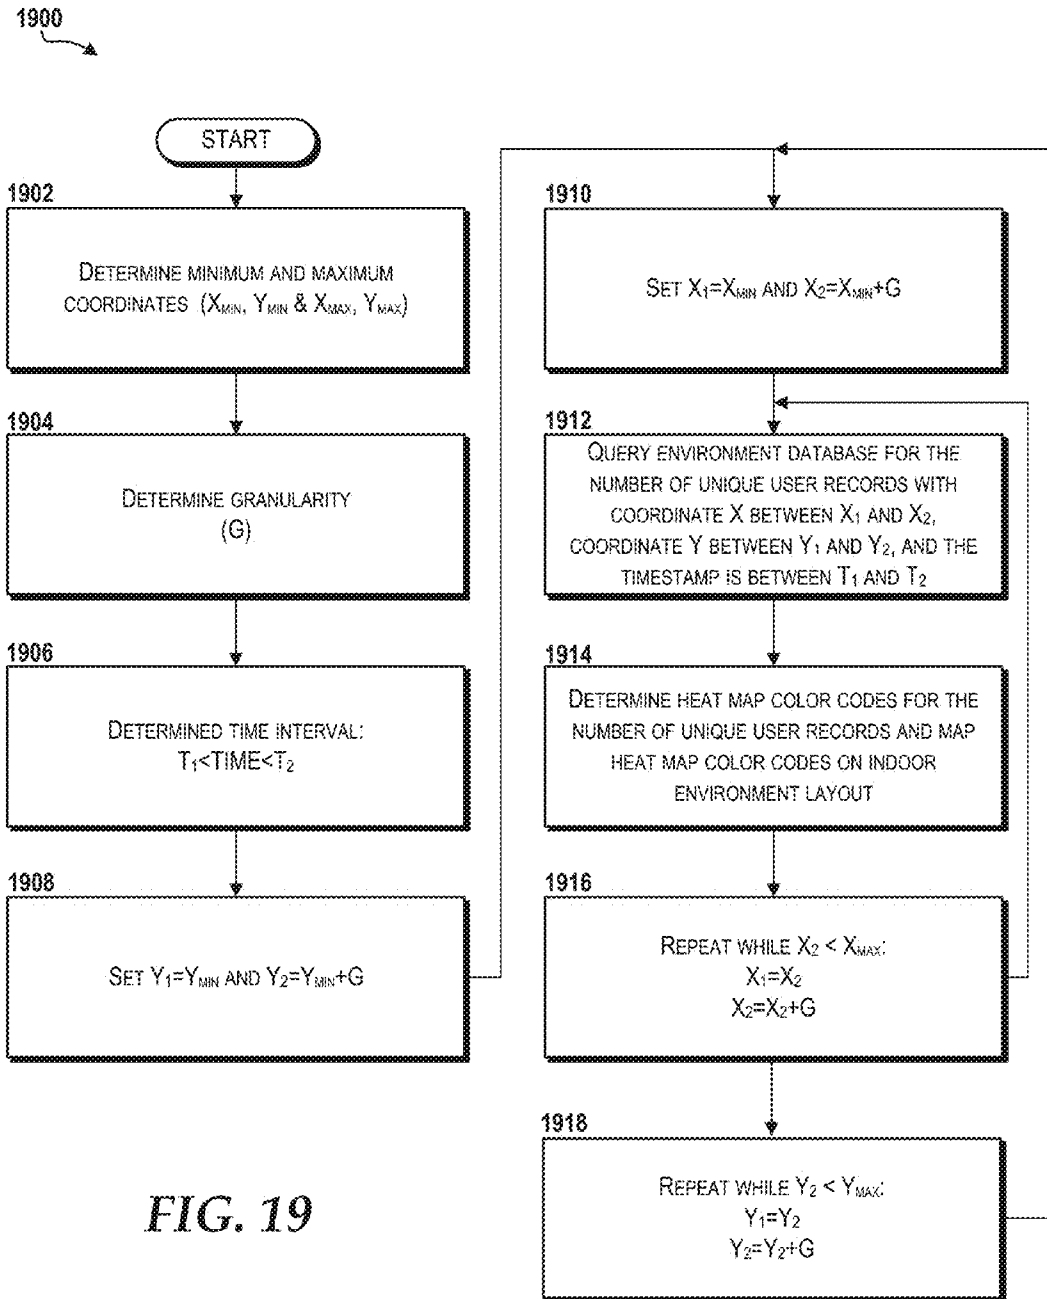 1900
START
1902
DETERMINE MINIMUM AND MAXIMUM
COORDINATES (XMIN, YMIN & XMAX, YMAX)
1904
DETERMINE GRANULARITY
(G)
1906
DETERMINED TIME INTERVAL:
T1<TIME<T2
1908
SET Y1=YMIN AND Y2=YMIN+G
1910
SET X1=XMIN AND X2=XMIN+G
1912
QUERY ENVIRONMENT DATABASE FOR THE
NUMBER OF UNIQUE USER RECORDS WITH
COORDINATE X BETWEEN X1 AND X2,
COORDINATE Y BETWEEN Y1 AND Y2, AND THE
TIMESTAMP IS BETWEEN T1 AND T2
1914
DETERMINE HEAT MAP COLOR CODES FOR THE
NUMBER OF UNIQUE USER RECORDS AND MAP
HEAT MAP COLOR CODES ON INDOOR
ENVIRONMENT LAYOUT
1916
REPEAT WHILE X2 < XMAX:
X1=X2
X2=X2+G
1918
REPEAT WHILE Y2 < YMAX:
Y1=Y2
Y2=Y2+G
FIG. 19